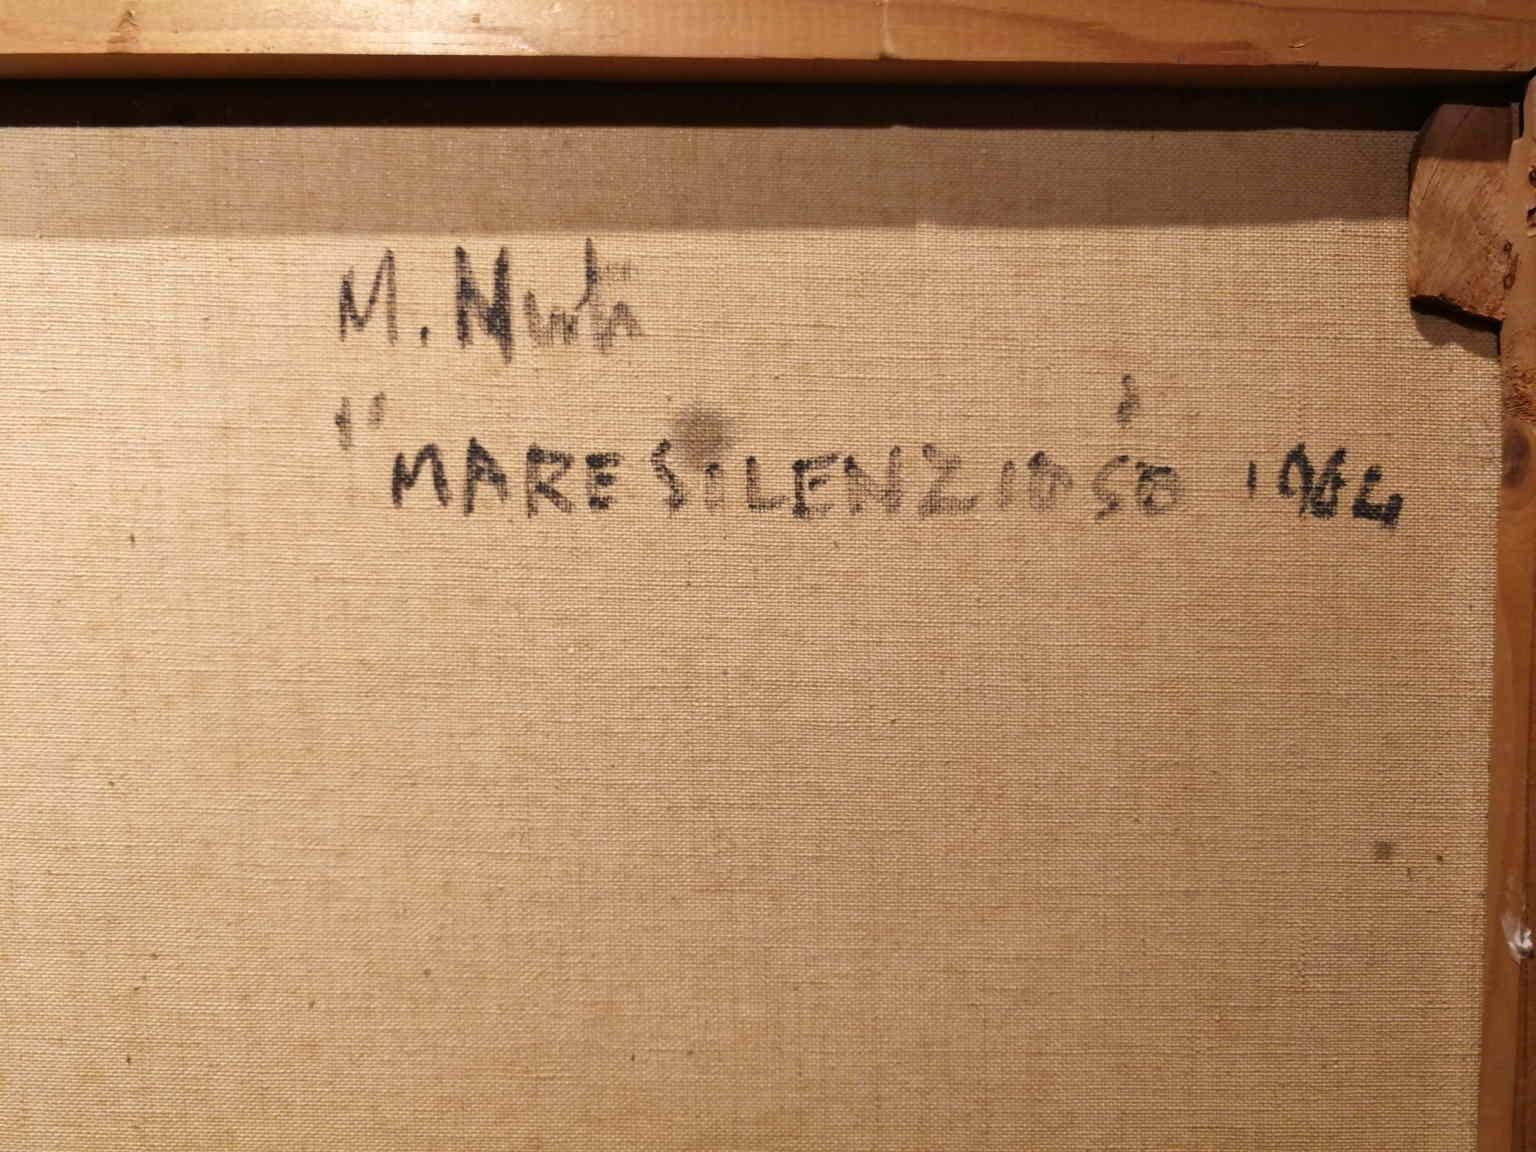 M. Nuti
"MARE SILENZIOSO" 1964